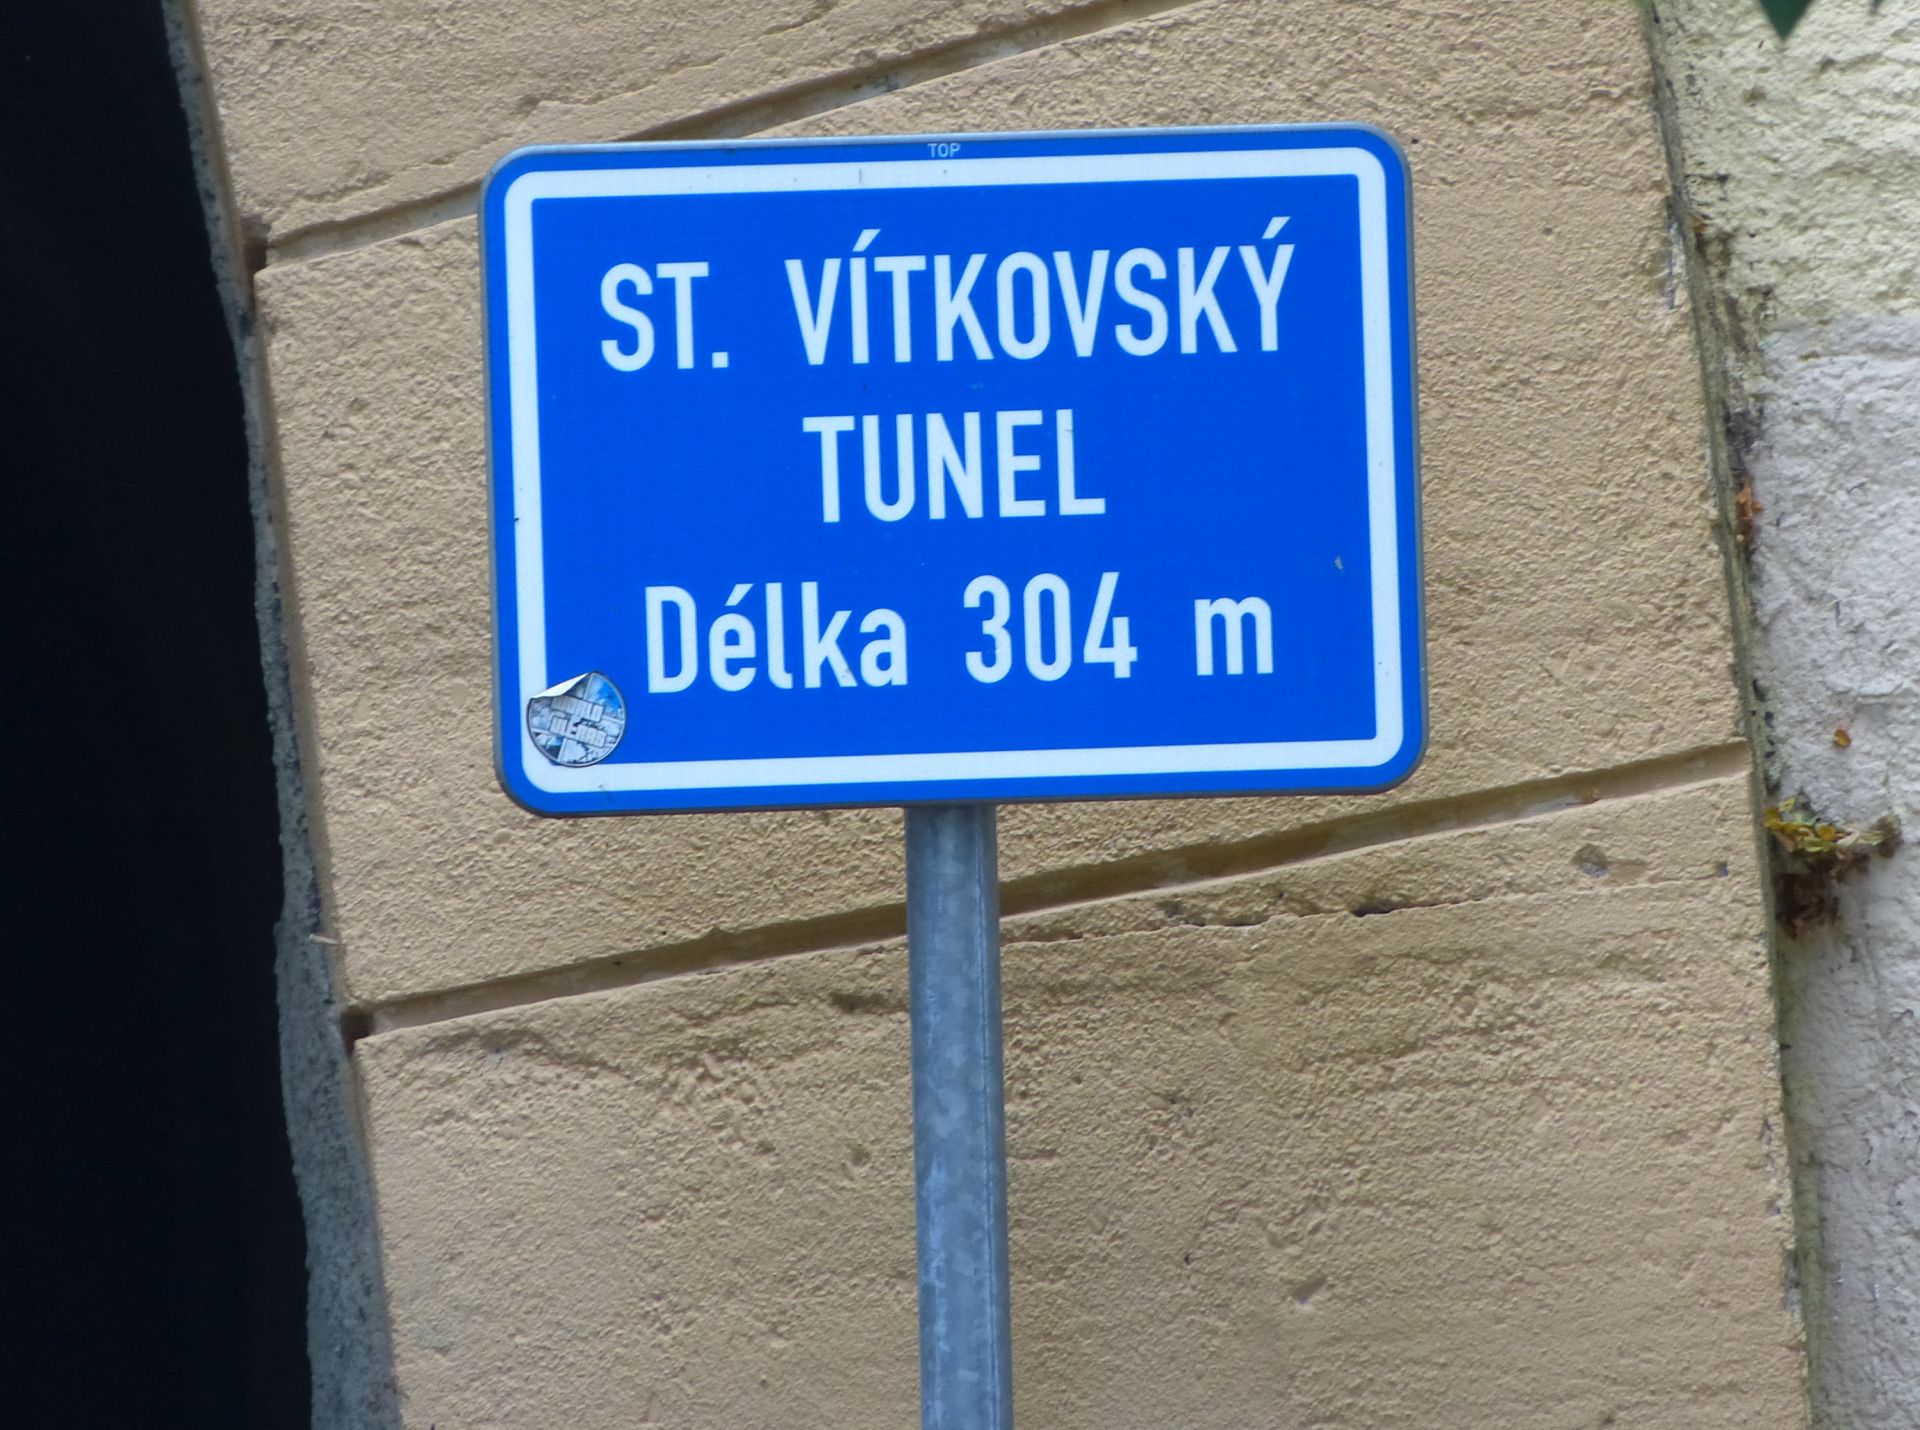 TOP
ST. VÍTKOVSKÝ
TUNEL
Délka 304 m